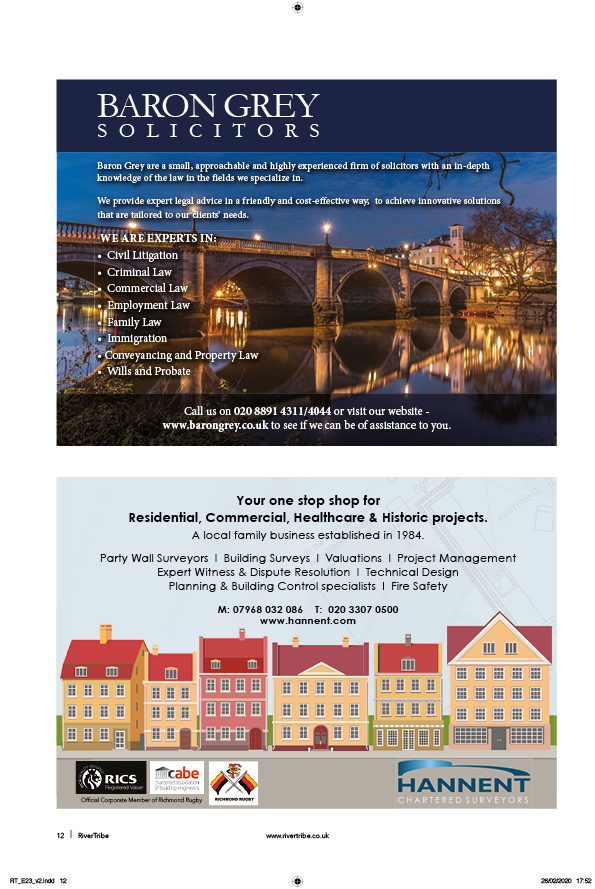 BARON GREY
SOLICITORS
Baron Grey are a small, approachable and highly experienced firm of solicitors with an in-depth
knowledge of the law in the fields we specialize in.
We provide expert legal advice in a friendly and cost-effective way, to achieve innovative solutions
that are tailored to our clients' needs.
WE ARE EXPERTS IN:
• Civil Litigation
• Criminal Law
• Commercial Law
• Employment Law
• Family Law
• Immigration
• Conveyancing and Property Law
• Wills and Probate
Call us on 020 8891 4311/4044 or visit our website -
www.barongrey.co.uk to see if we can be of assistance to you.
Your one stop shop for
Residential, Commercial, Healthcare & Historic projects.
A local family business established in 1984.
Party Wall Surveyors | Building Surveys | Valuations | Project Management
Expert Witness & Dispute Resolution | Technical Design
Planning & Building Control specialists | Fire Safety
M: 07968 032 086 T: 020 3307 0500
www.hannent.com
RICS
Registered Valuer
cabe
chartered association
of building engineers
RICHMOND RUGBY
Official Corporate Member of Richmond Rugby
HANNENT
CHARTERED SURVEYORS
12 | RiverTribe
www.rivertribe.co.uk
RT_E23_v2.indd 12
28/02/2020 17:52